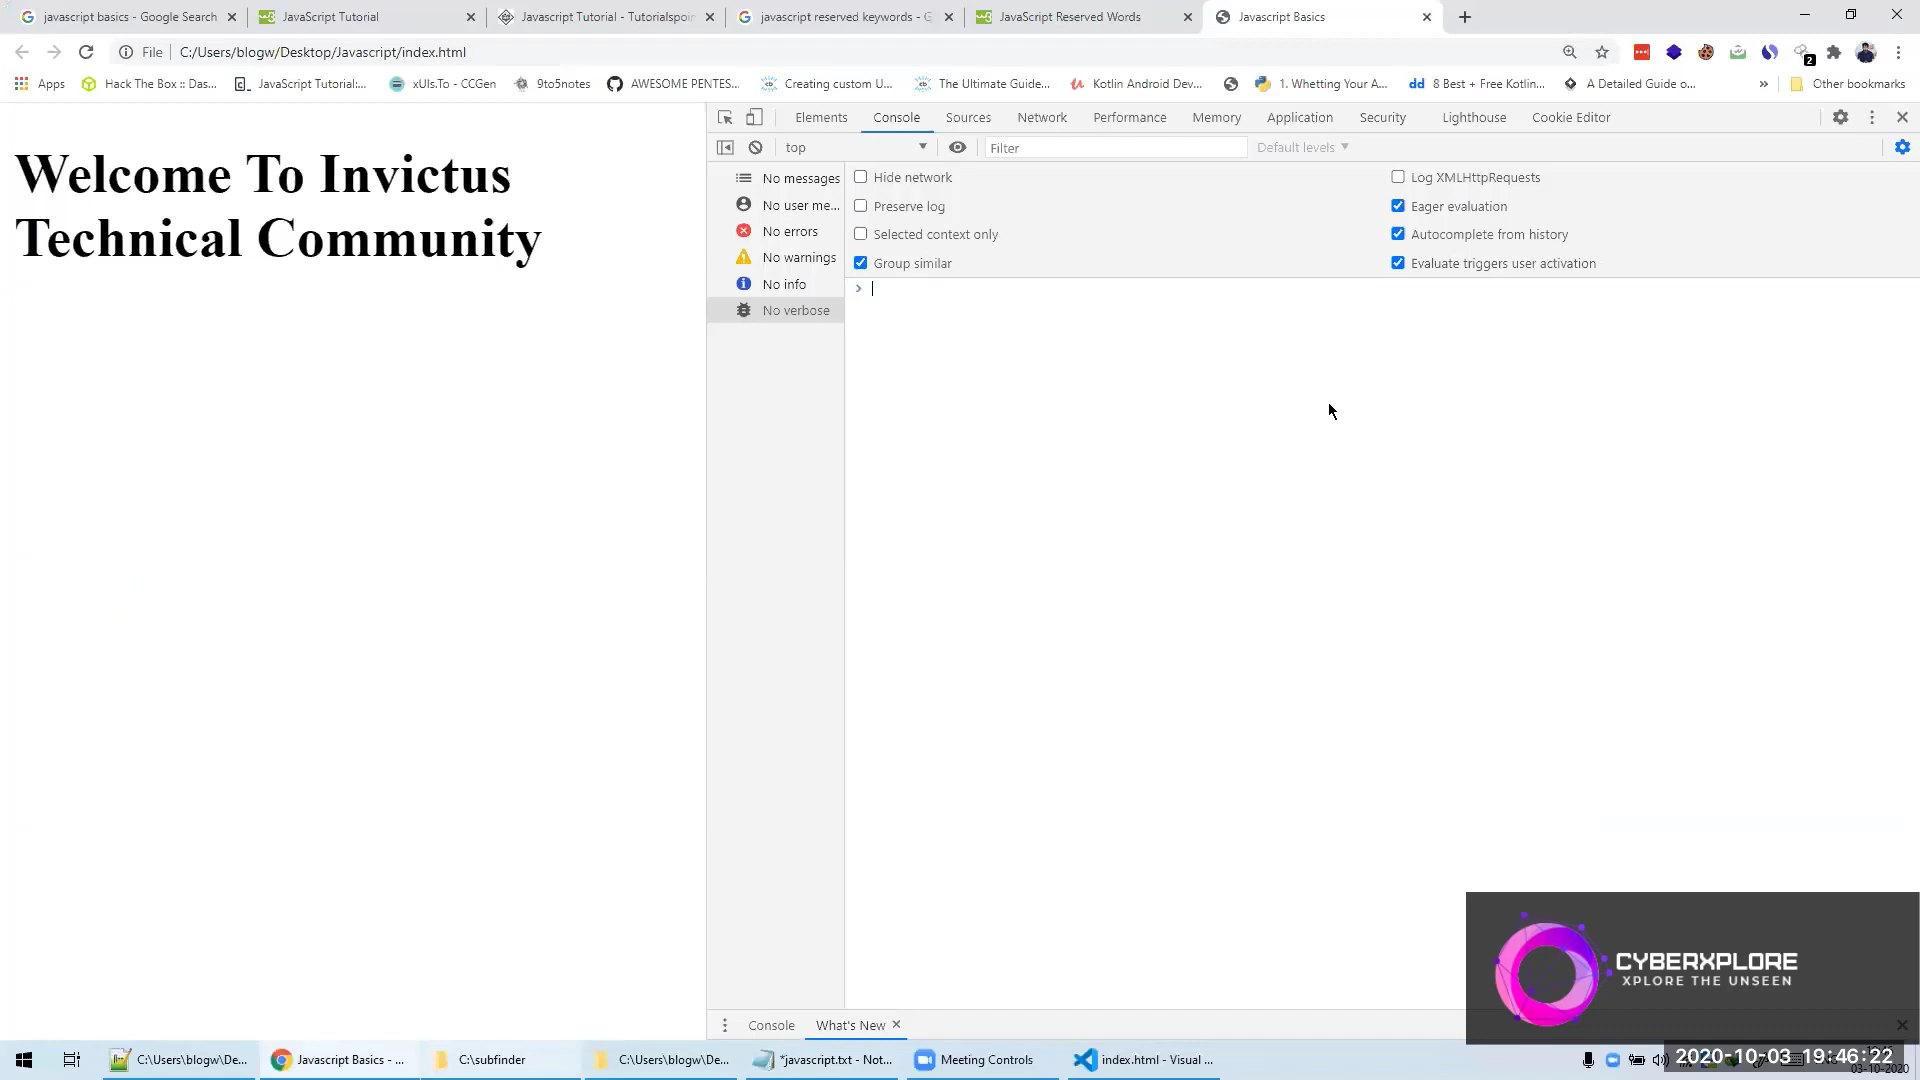 javascript basics - Google Search
JavaScript Tutorial
Javascript Tutorial - Tutorialspoin
javascript reserved keywords - G
JavaScript Reserved Words
Javascript Basics
File
C:/Users/blogw/Desktop/Javascript/index.html
Apps
Hack The Box :: Das...
JavaScript Tutorial:...
xUIs.To - CCGen
9to5notes
AWESOME PENTES...
Creating custom U...
The Ultimate Guide...
Kotlin Android Dev...
1. Whetting Your A...
8 Best + Free Kotlin...
A Detailed Guide o...
»
Other bookmarks
Welcome To Invictus
Technical Community
Elements
Console
Sources
Network
Performance
Memory
Application
Security
Lighthouse
Cookie Editor
top
Filter
Default levels
No messages
No user me...
No errors
No warnings
No info
No verbose
Hide network
Preserve log
Selected context only
Group similar
Log XMLHttpRequests
Eager evaluation
Autocomplete from history
Evaluate triggers user activation
Console
What's New
CYBERXPLORE
XPLORE THE UNSEEN
C:\Users\blogw\De...
Javascript Basics - ...
C:\subfinder
C:\Users\blogw\De...
*javascript.txt - Not...
Meeting Controls
index.html - Visual ...
2020-10-03 19:46:22
03-10-2020